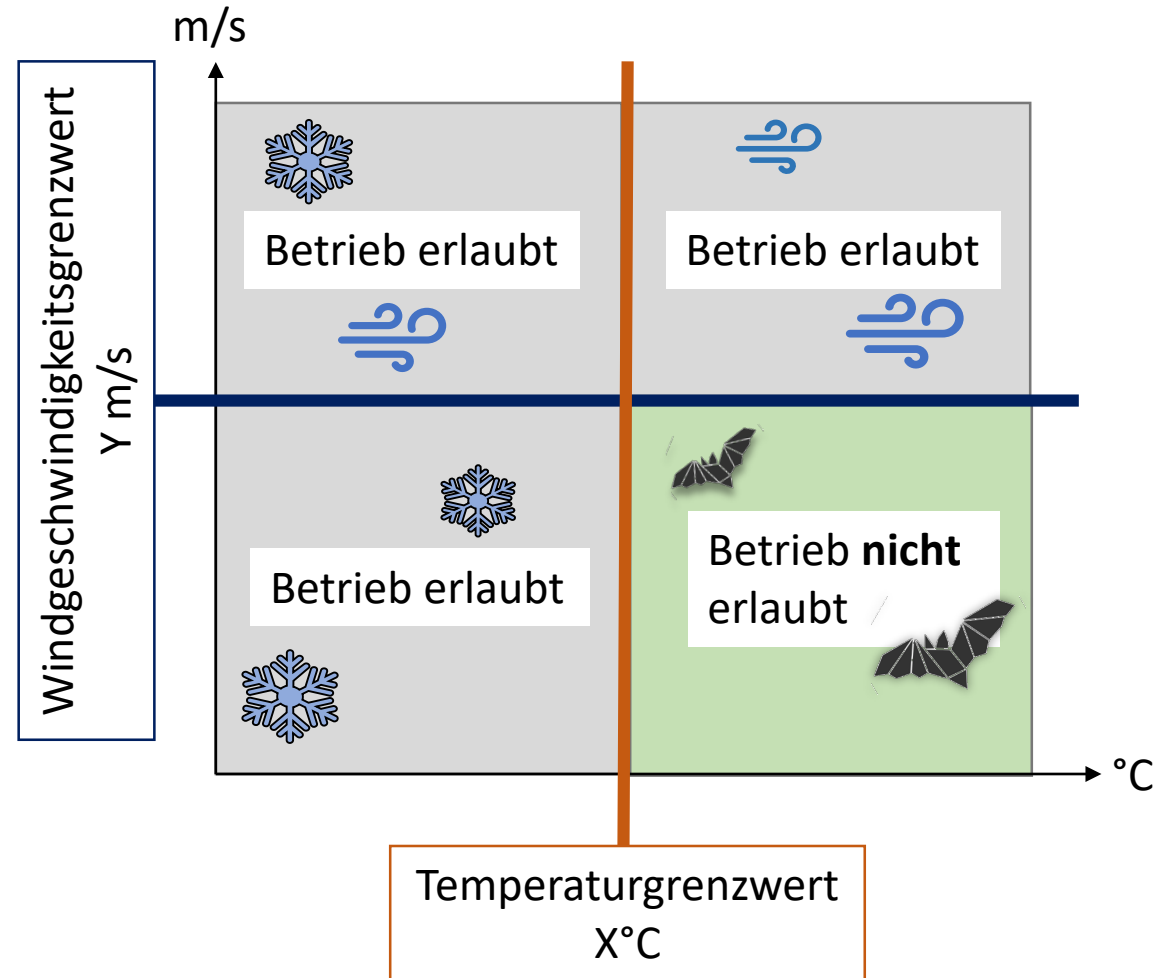 m/s
Windgeschwindigkeitsgrenzwert
Y m/s
Betrieb erlaubt
Betrieb erlaubt
Betrieb erlaubt
Betrieb nicht
erlaubt
°C
Temperaturgrenzwert
X°C